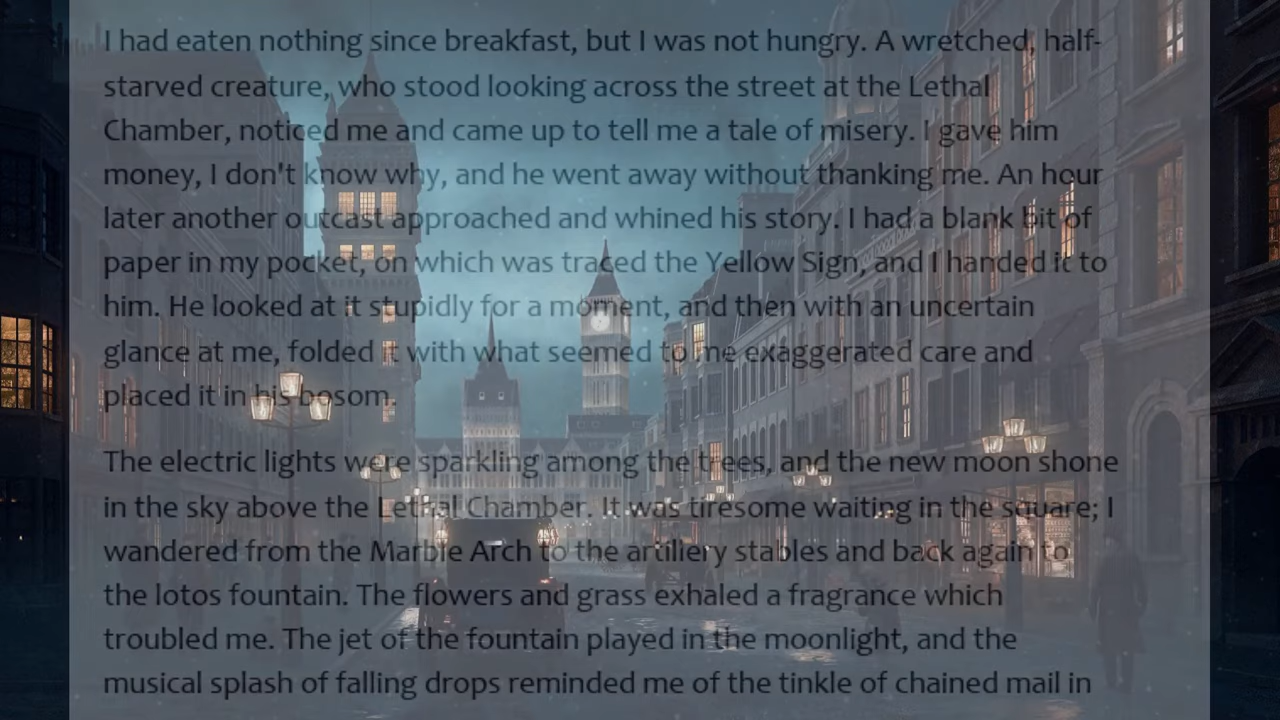 I had eaten nothing since breakfast, but I was not hungry. A wretched, half-
starved creature, who stood looking across the street at the Lethal
Chamber, noticed me and came up to tell me a tale of misery. I gave him
money, I don't know why, and he went away without thanking me. An hour
later another outcast approached and whined his story. I had a blank bit of
paper in my pocket, on which was traced the Yellow Sign, and I handed it to
him. He looked at it stupidly for a moment, and then with an uncertain
glance at me, folded it with what seemed to me exaggerated care and
placed it in his bosom.
The electric lights were sparkling among the trees, and the new moon shone
in the sky above the Lethal Chamber. It was tiresome waiting in the square; I
wandered from the Marble Arch to the artillery stables and back again to
the lotos fountain. The flowers and grass exhaled a fragrance which
troubled me. The jet of the fountain played in the moonlight, and the
musical splash of falling drops reminded me of the tinkle of chained mail in